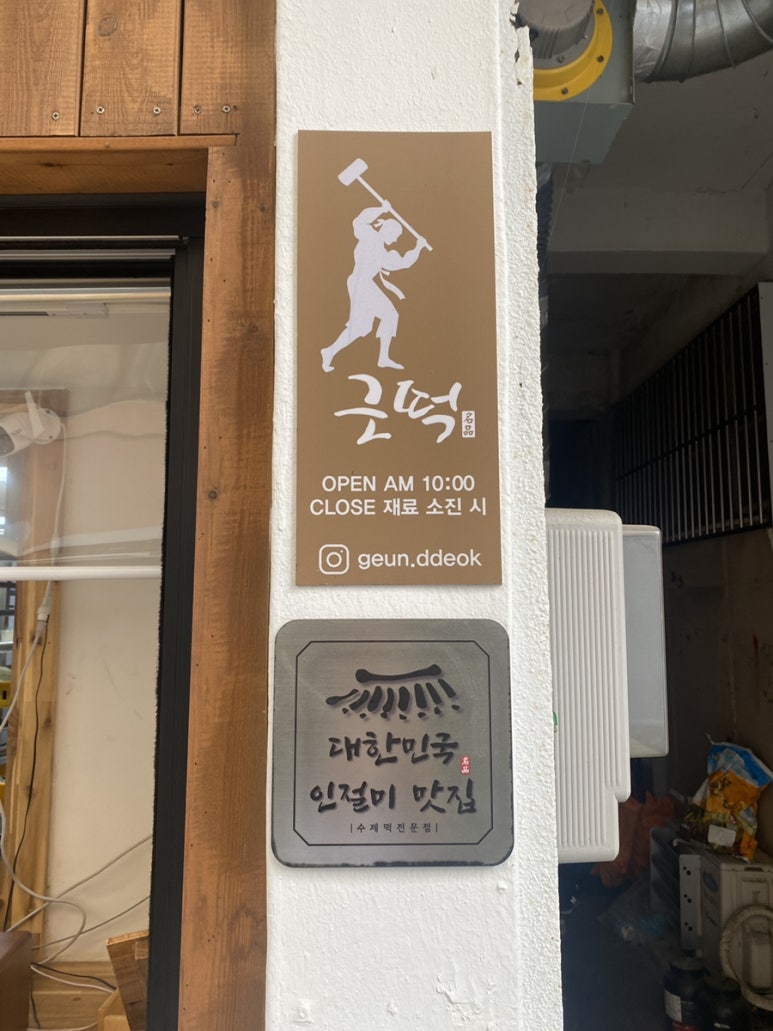 근떡
名品
OPEN AM 10:00
CLOSE 재료 소진 시
geun.ddeok
대한민국
名品
인절미 맛집
|수제떡전문점|